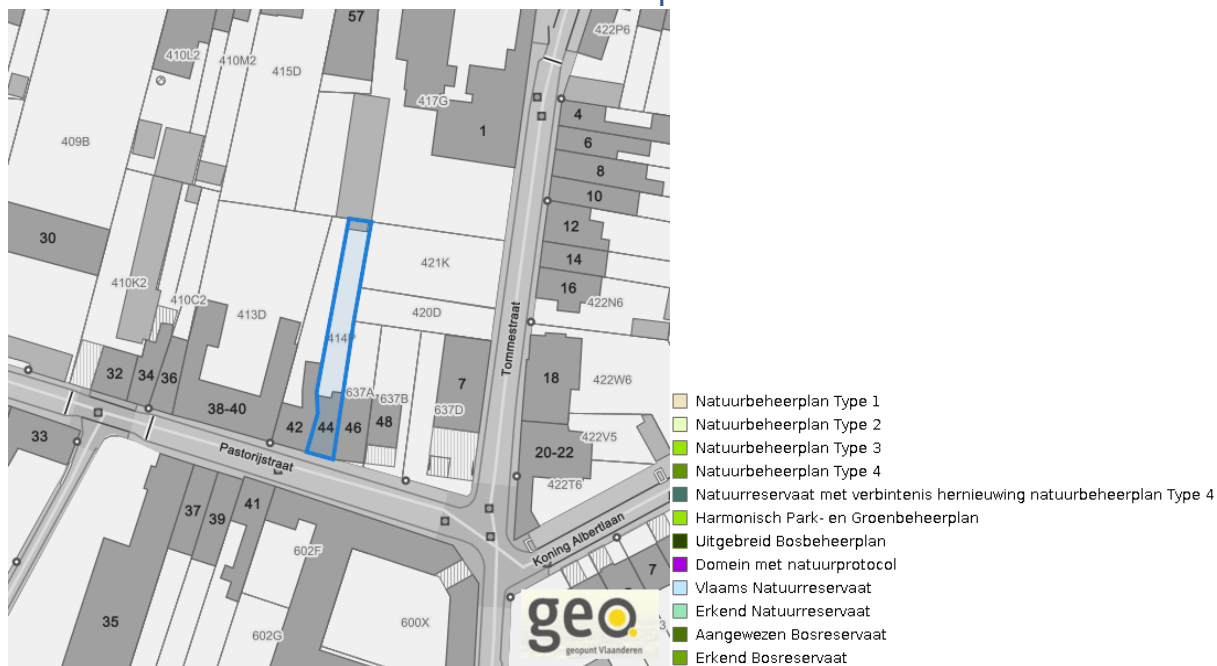 57
422P6
410L2
410M2
415D
417G
4
1
409B
6
8
10
12
30
14
421K
410K2
16
410C2
422N6
413D
420D
Tommestraat
414P
32
34
36
7
18
422W6
637A
637B
637D
38-40
42
44
46
48
33
422V5
20-22
Pastorijstraat
422T6
37
39
41
Koning Albertlaan
602F
7
35
600X
602G
3
geo.
geopunt Vlaanderen
Natuurbeheerplan Type 1
Natuurbeheerplan Type 2
Natuurbeheerplan Type 3
Natuurbeheerplan Type 4
Natuurreservaat met verbintenis hernieuwing natuurbeheerplan Type 4
Harmonisch Park- en Groenbeheerplan
Uitgebreid Bosbeheerplan
Domein met natuurprotocol
Vlaams Natuurreservaat
Erkend Natuurreservaat
Aangewezen Bosreservaat
Erkend Bosreservaat